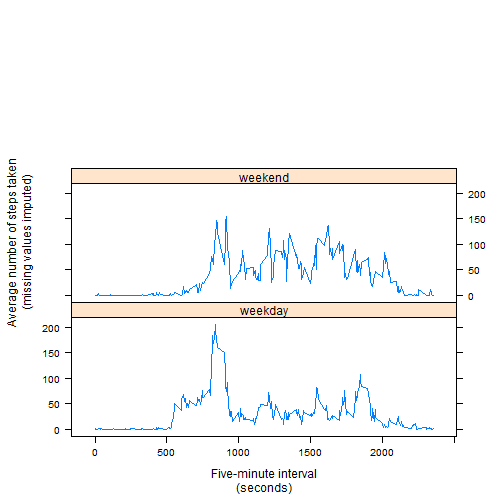 weekend
200
150
100
50
0
weekday
200
150
100
50
0
0
500
1000
1500
2000
Five-minute interval
(seconds)
Average number of steps taken
(missing values imputed)